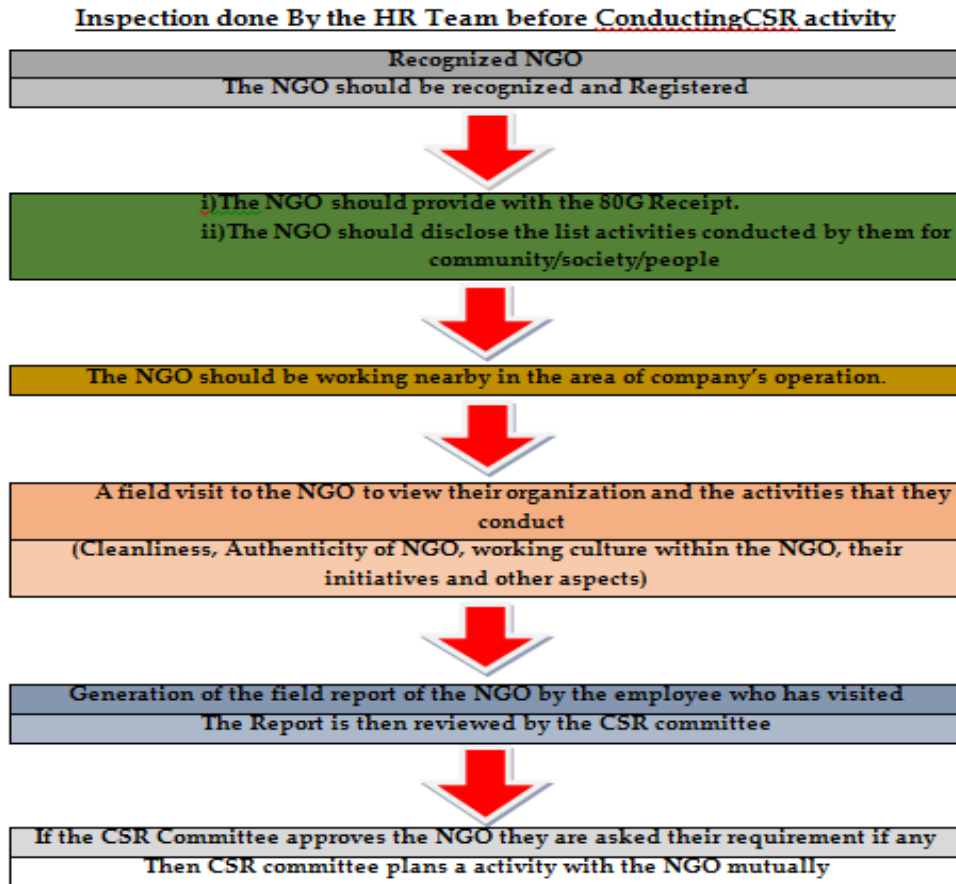 Inspection done By the HR Team before ConductingCSR activity
Recognized NGO
The NGO should be recognized and Registered
i)The NGO should provide with the 80G Receipt.
ii)The NGO should disclose the list activities conducted by them for
community/society/people
The NGO should be working nearby in the area of company's operation.
A field visit to the NGO to view their organization and the activities that they
conduct
(Cleanliness, Authenticity of NGO, working culture within the NGO, their
initiatives and other aspects)
Generation of the field report of the NGO by the employee who has visited
The Report is then reviewed by the CSR committee
If the CSR Committee approves the NGO they are asked their requirement if any
Then CSR committee plans a activity with the NGO mutually